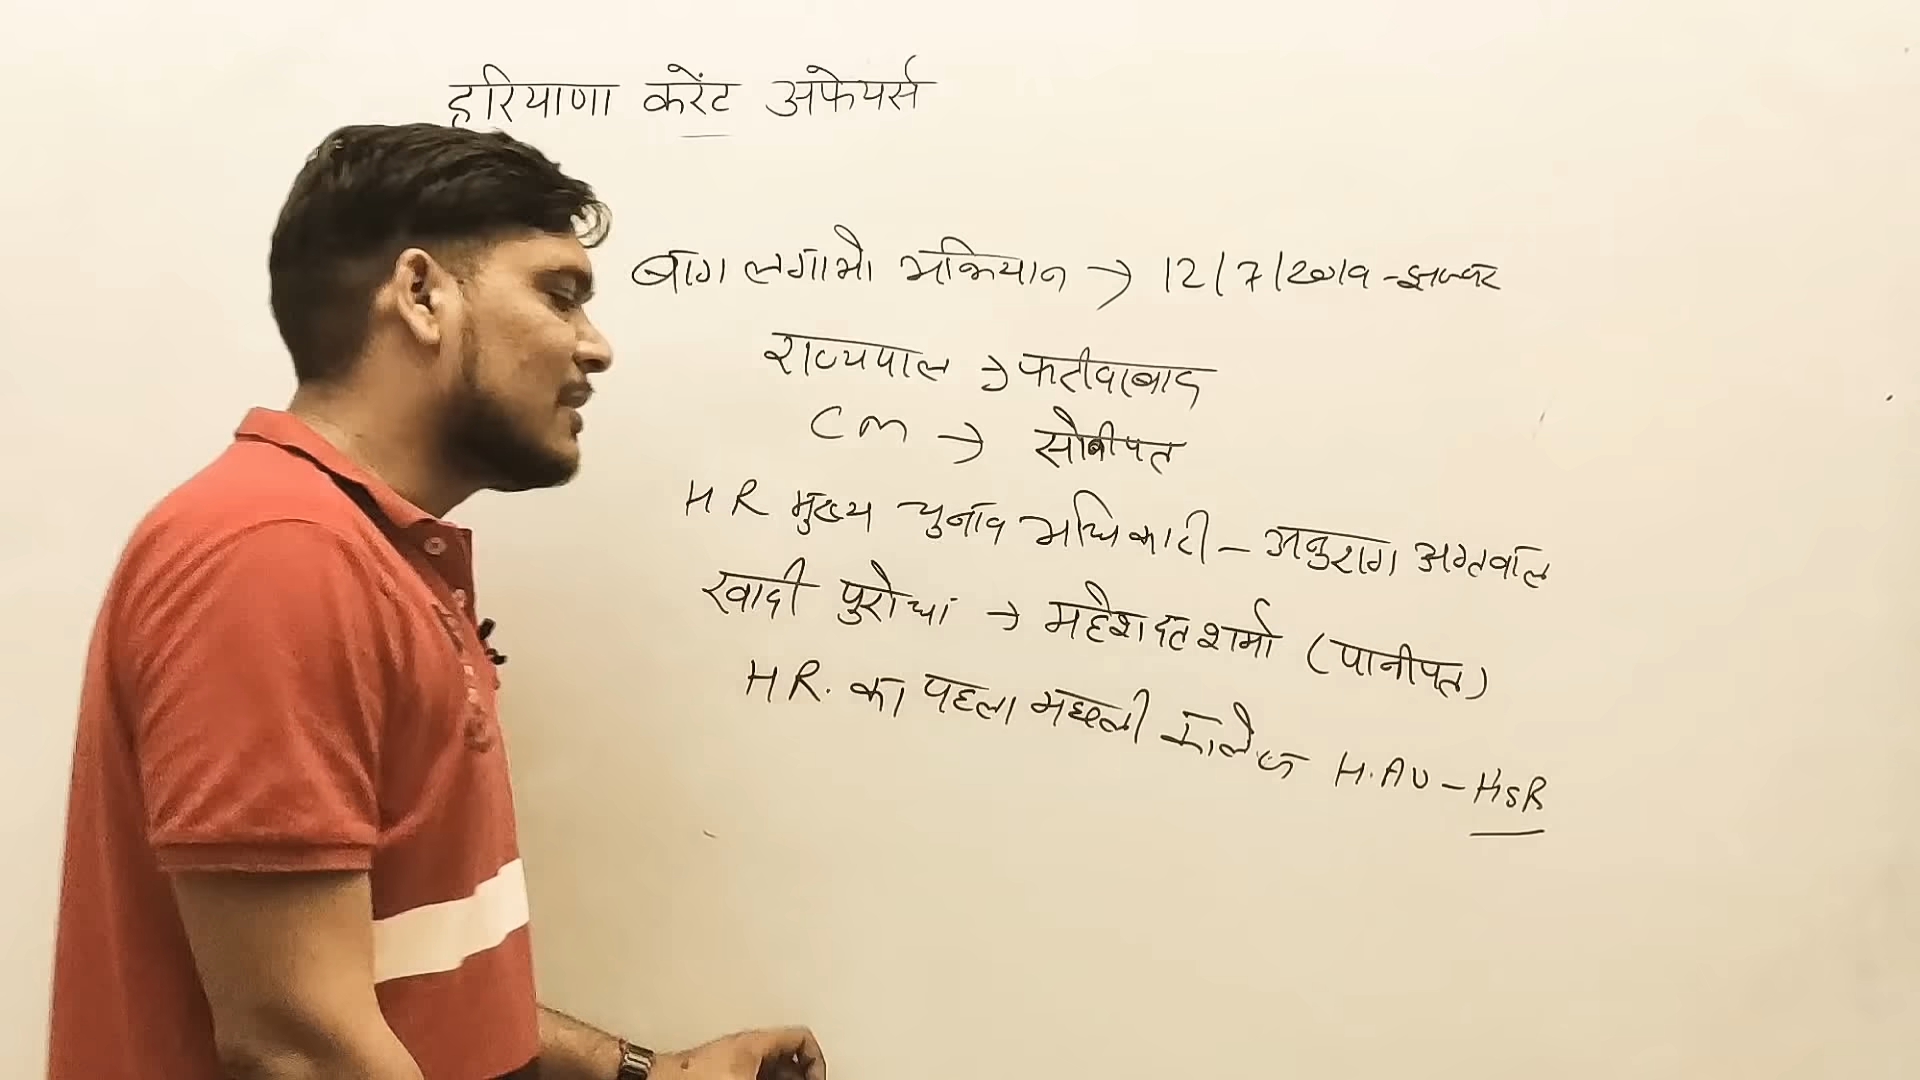 हरियाणा करेंट अफेयर्स
बाग लगाओ अभियान → 12/7/2019 - झज्जर
राज्यपाल → फतीवाबाद
CM → सोनीपत
HR मुख्य चुनाव अधिकारी - अनुराग अग्रवाल
खादी पुरोधा → महेश दत शर्मा (पानीपत)
HR. का पहला मछली कालेज H.AU - HSR